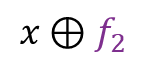 x ⊕ f₂